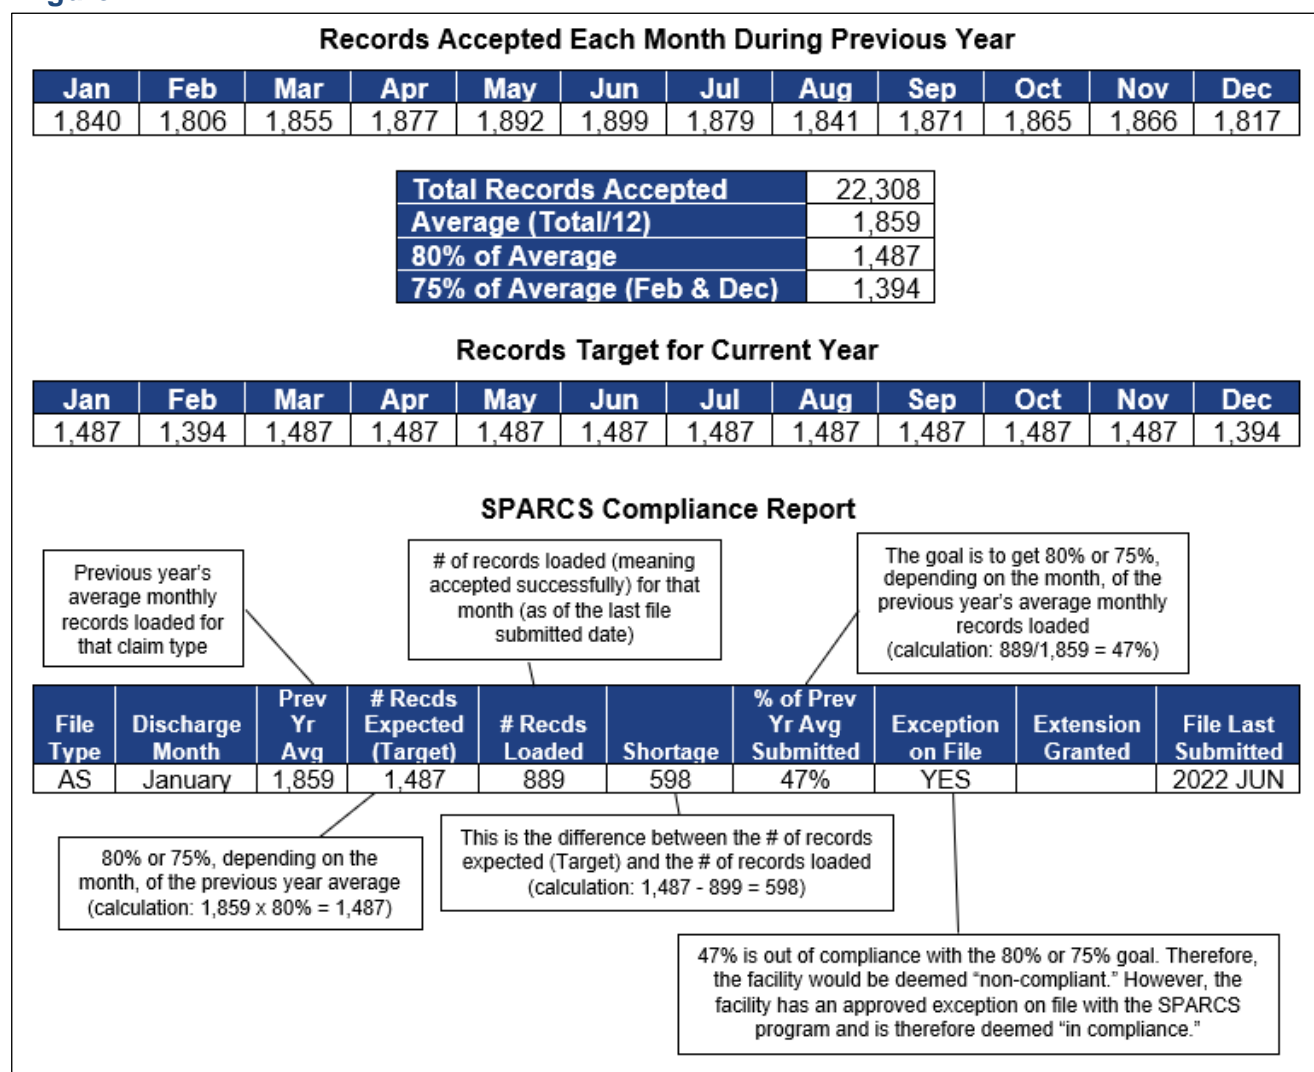 Records Accepted Each Month During Previous Year
Jan Feb Mar Apr May Jun Jul Aug Sep Oct Nov Dec
1,840 1,806 1,855 1,877 1,892 1,899 1,879 1,841 1,871 1,865 1,866 1,817
Total Records Accepted 22,308
Average (Total/12) 1,859
80% of Average 1,487
75% of Average (Feb & Dec) 1,394
Records Target for Current Year
Jan Feb Mar Apr May Jun Jul Aug Sep Oct Nov Dec
1,487 1,394 1,487 1,487 1,487 1,487 1,487 1,487 1,487 1,487 1,487 1,394
SPARCS Compliance Report
Previous year's
average monthly
records loaded for
that claim type
# of records loaded (meaning
accepted successfully) for that
month (as of the last file
submitted date)
The goal is to get 80% or 75%,
depending on the month, of the
previous year's average monthly
records loaded
(calculation: 889/1,859 = 47%)
File
Type
Discharge
Month
Prev
Yr
Avg
# Recds
Expected
(Target)
# Recds
Loaded
Shortage
% of Prev
Yr Avg
Submitted
Exception
on File
Extension
Granted
File Last
Submitted
AS January 1,859 1,487 889 598 47% YES 2022 JUN
80% or 75%, depending on the
month, of the previous year average
(calculation: 1,859 x 80% = 1,487)
This is the difference between the # of records
expected (Target) and the # of records loaded
(calculation: 1,487 - 899 = 598)
47% is out of compliance with the 80% or 75% goal. Therefore,
the facility would be deemed “non-compliant.” However, the
facility has an approved exception on file with the SPARCS
program and is therefore deemed “in compliance.”